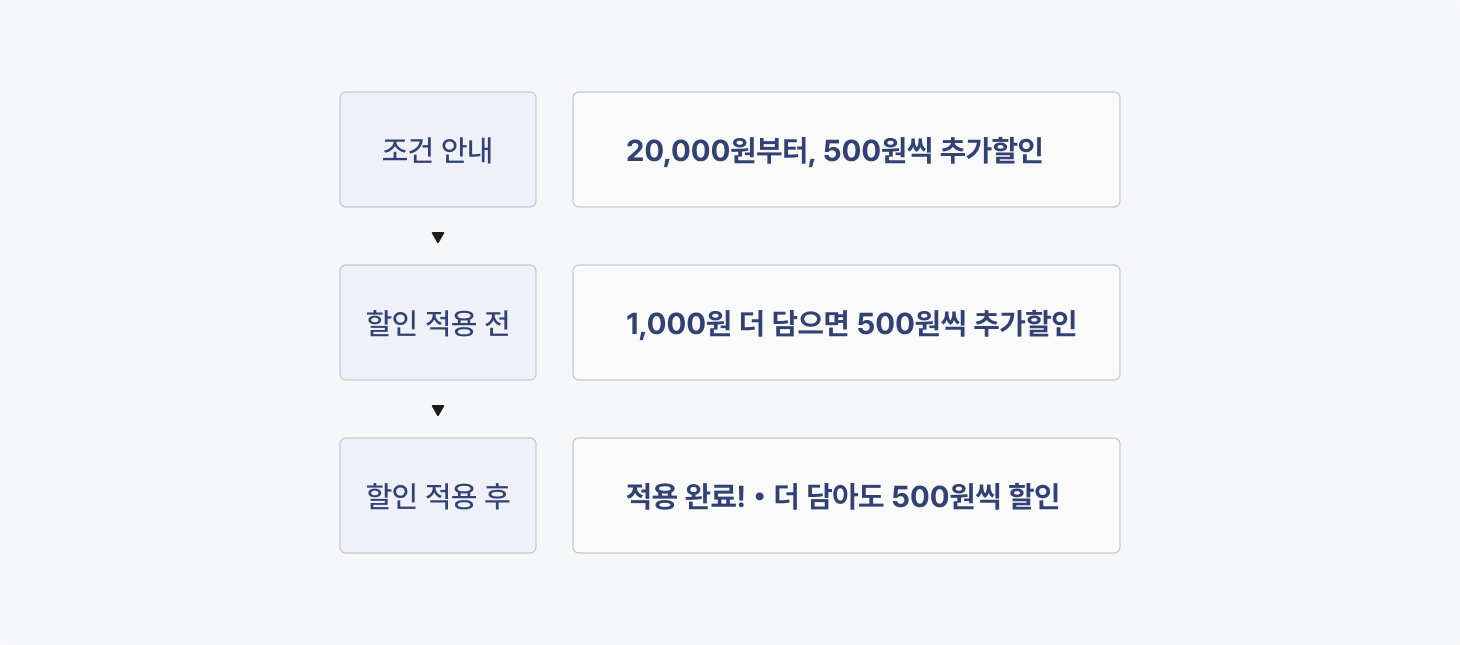 조건 안내
20,000원부터, 500원씩 추가할인
할인 적용 전
1,000원 더 담으면 500원씩 추가할인
할인 적용 후
적용 완료! • 더 담아도 500원씩 할인